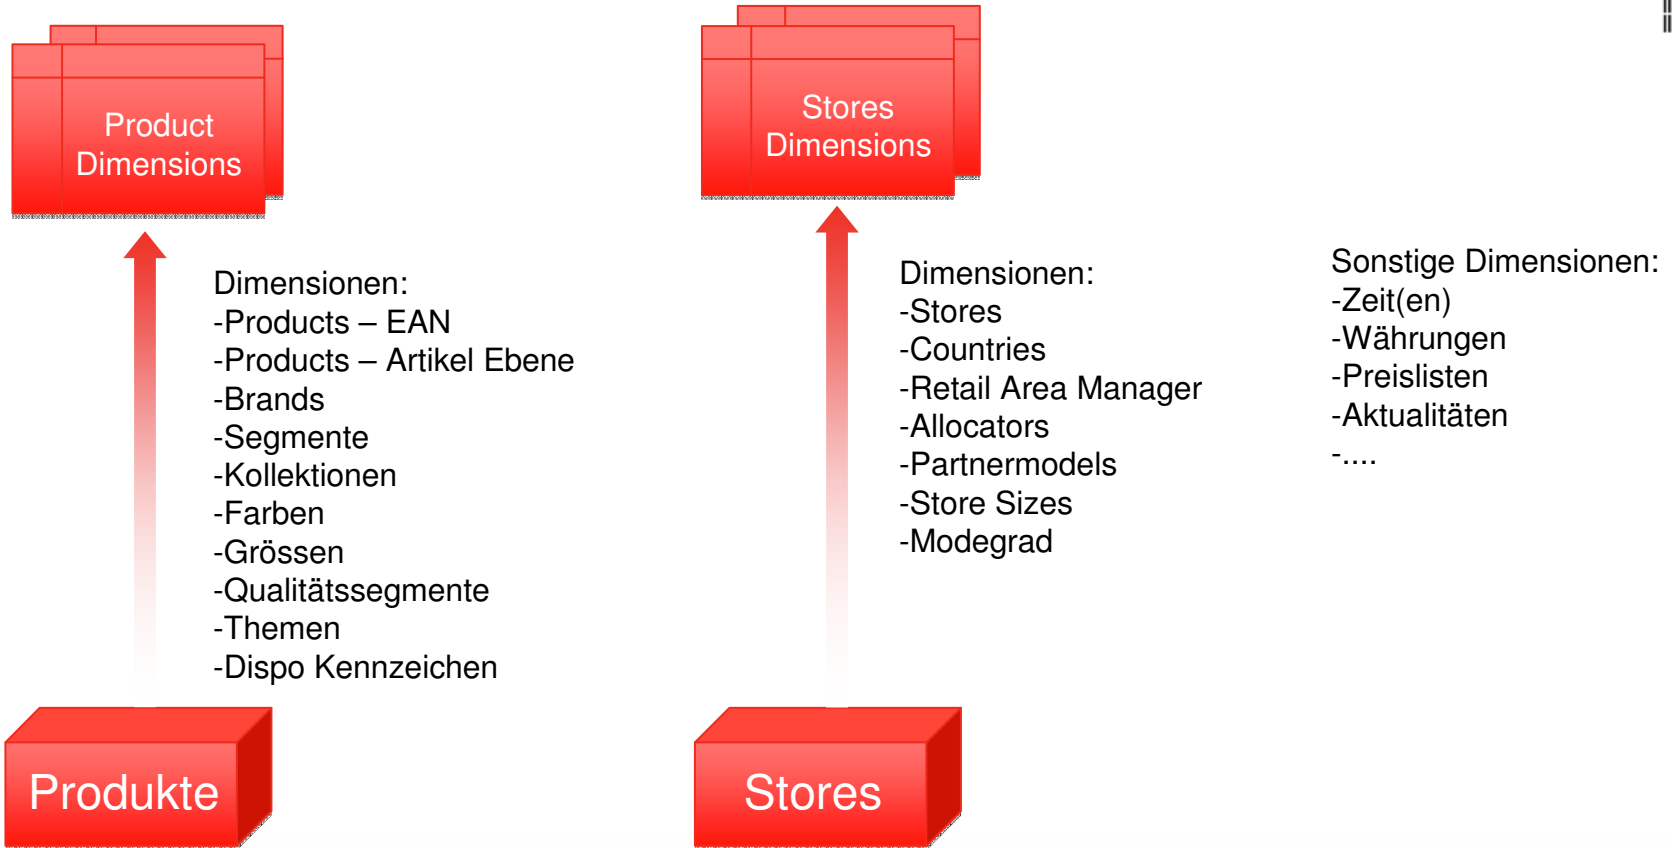 Product
Dimensions
Dimensionen:
-Products – EAN
-Products – Artikel Ebene
-Brands
-Segmente
-Kollektionen
-Farben
-Grössen
-Qualitätssegmente
-Themen
-Dispo Kennzeichen
Produkte
Stores
Dimensions
Dimensionen:
-Stores
-Countries
-Retail Area Manager
-Allocators
-Partnermodels
-Store Sizes
-Modegrad
Stores
Sonstige Dimensionen:
-Zeit(en)
-Währungen
-Preislisten
-Aktualitäten
-....